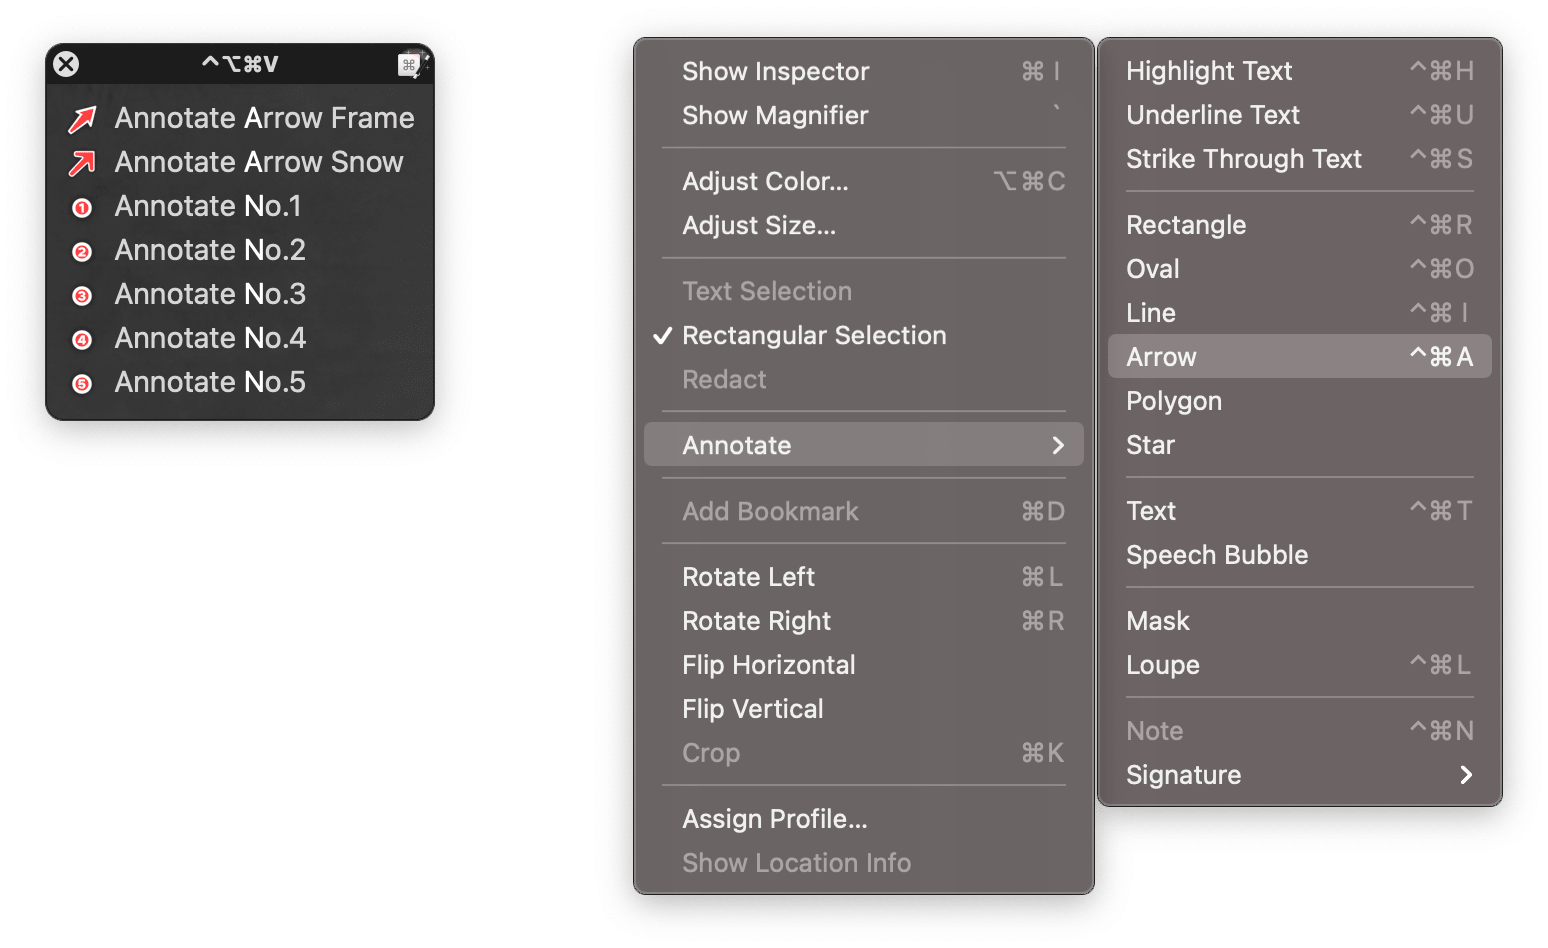 ^⌥⌘V
⌘
Annotate Arrow Frame
Annotate Arrow Snow
1 Annotate No.1
2 Annotate No.2
3 Annotate No.3
4 Annotate No.4
5 Annotate No.5
Show Inspector ⌘ I
Show Magnifier `
Adjust Color... ⌥⌘C
Adjust Size...
Text Selection
✓ Rectangular Selection
Redact
Annotate >
Add Bookmark ⌘D
Rotate Left ⌘L
Rotate Right ⌘R
Flip Horizontal
Flip Vertical
Crop ⌘K
Assign Profile...
Show Location Info
Highlight Text ^⌘H
Underline Text ^⌘U
Strike Through Text ^⌘S
Rectangle ^⌘R
Oval ^⌘O
Line ^⌘I
Arrow ^⌘A
Polygon
Star
Text ^⌘T
Speech Bubble
Mask
Loupe ^⌘L
Note ^⌘N
Signature >